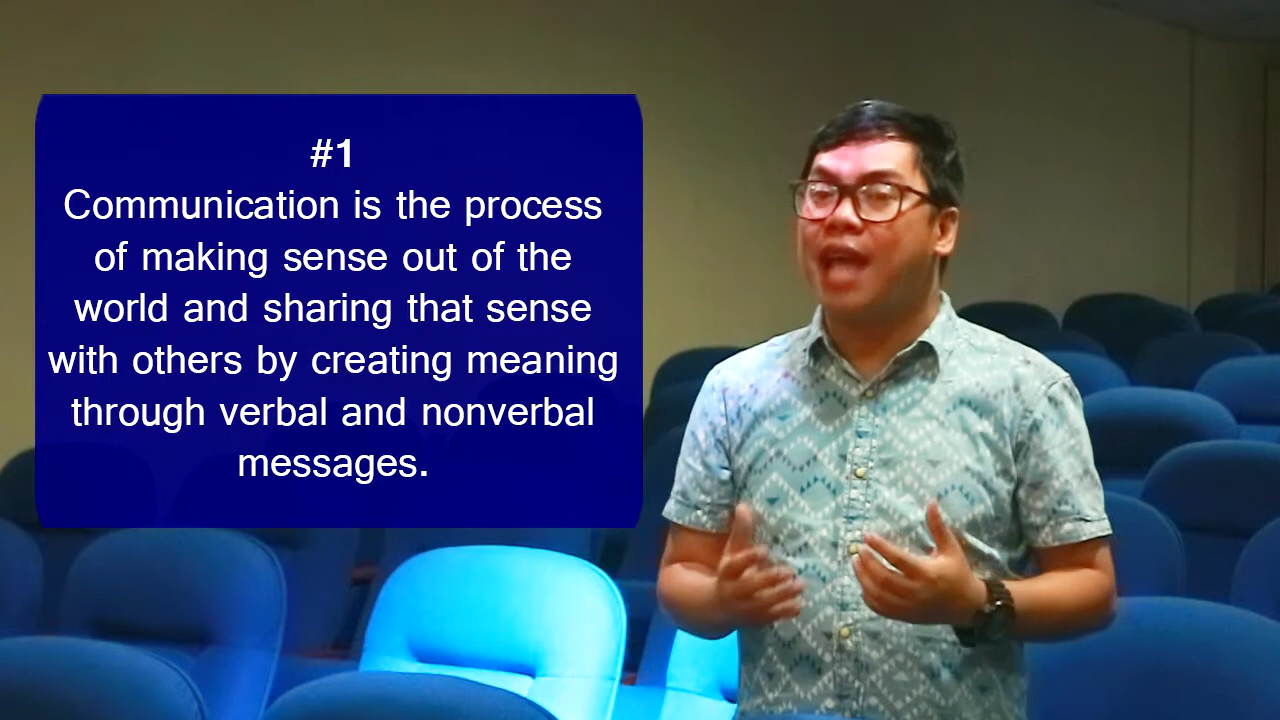 #1
Communication is the process
of making sense out of the
world and sharing that sense
with others by creating meaning
through verbal and nonverbal
messages.